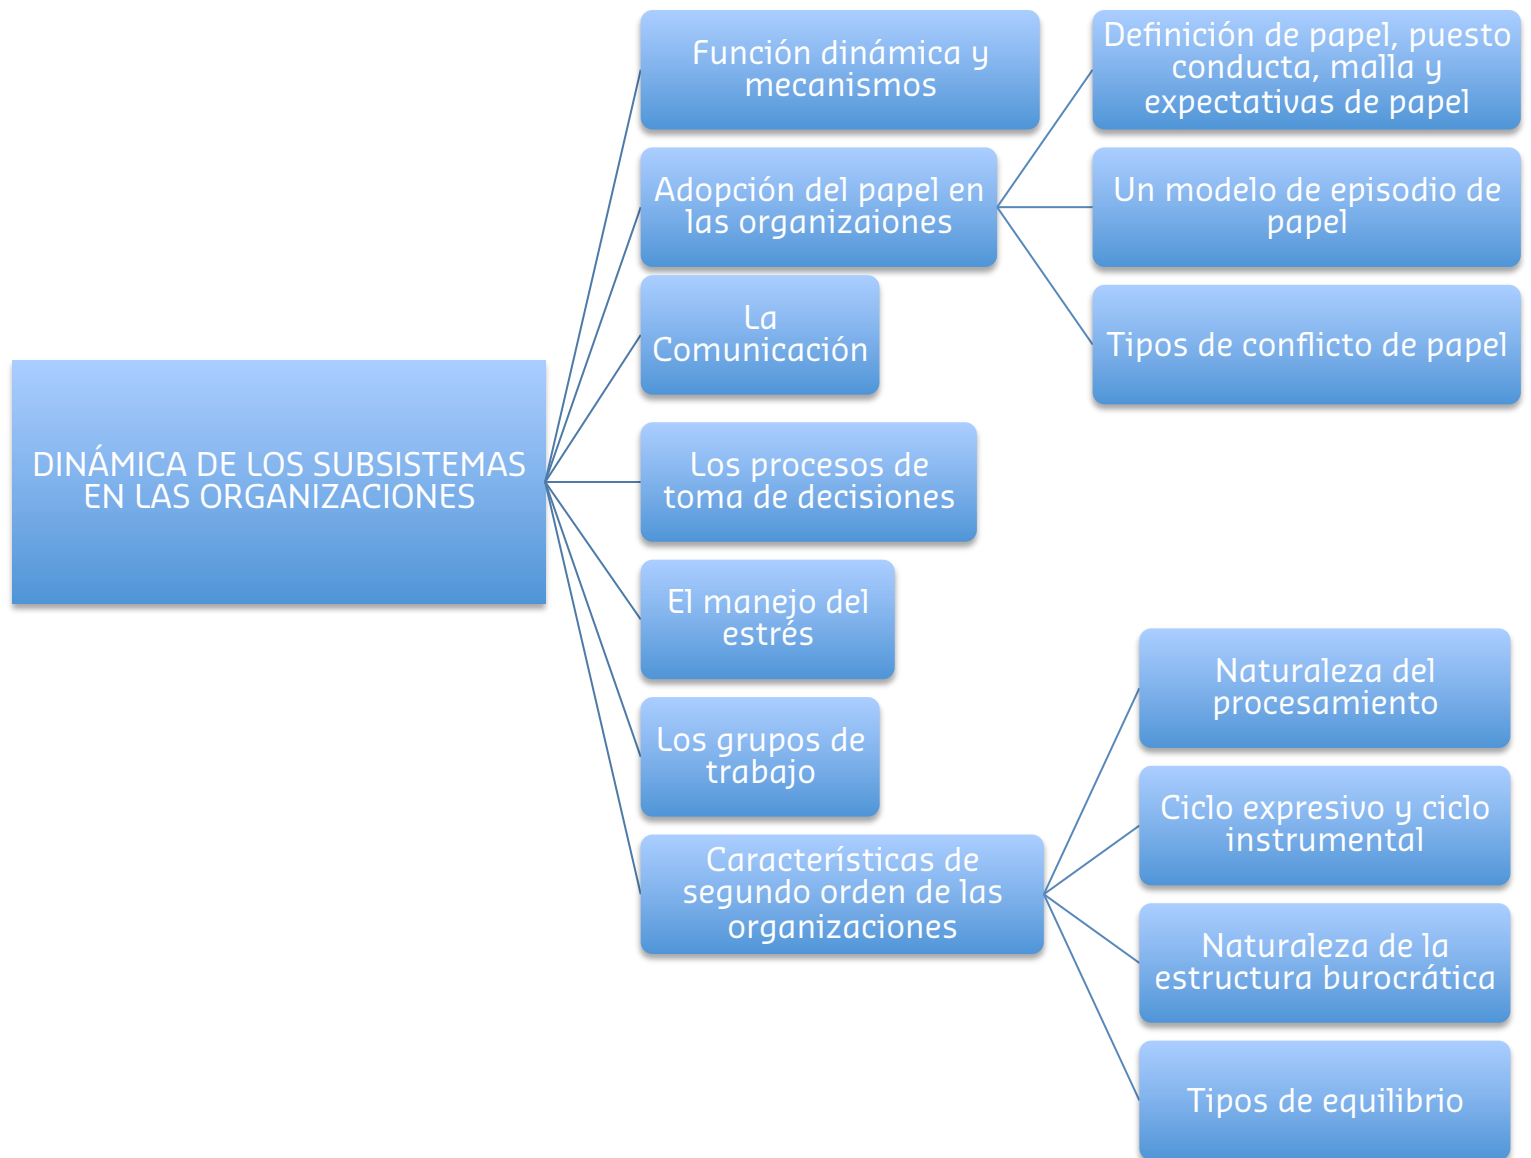 DINÁMICA DE LOS SUBSISTEMAS
EN LAS ORGANIZACIONES
Función dinámica y
mecanismos
Adopción del papel en
las organizaiones
Definición de papel, puesto
conducta, malla y
expectativas de papel
Un modelo de episodio de
papel
Tipos de conflicto de papel
La
Comunicación
Los procesos de
toma de decisiones
El manejo del
estrés
Los grupos de
trabajo
Características de
segundo orden de las
organizaciones
Naturaleza del
procesamiento
Ciclo expresivo y ciclo
instrumental
Naturaleza de la
estructura burocrática
Tipos de equilibrio